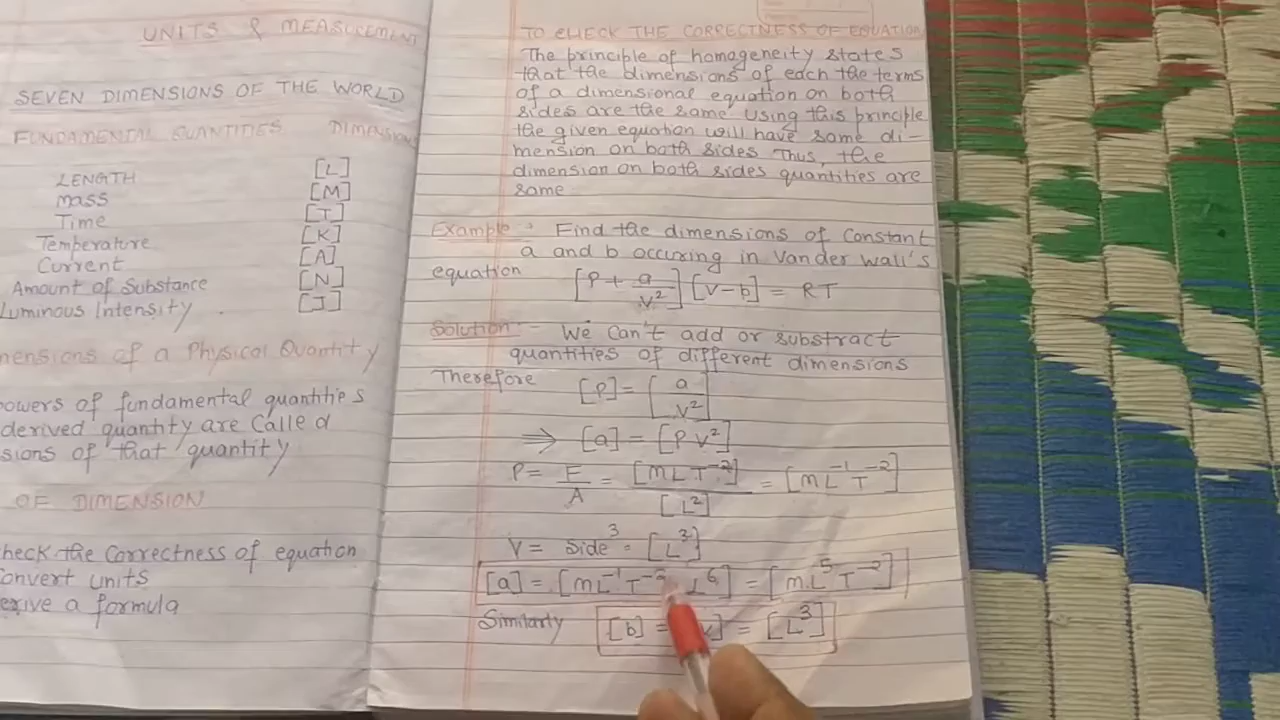 UNITS & MEASUREMENT
SEVEN DIMENSIONS OF THE WORLD
FUNDAMENTAL QUANTITIES DIMENSION
LENGTH [L]
MASS [M]
Time [T]
Temperature [K]
Current [A]
Amount of Substance [N]
Luminous Intensity [J]
mensions of a Physical Quantity
powers of fundamental quantities
derived quantity are Called
sions of that quantity
OF DIMENSION
check the Correctness of equation
onvert units
erive a formula
TO CHECK THE CORRECTNESS OF EQUATION
The principle of homogeneity states
that the dimensions of each the terms
of a dimensional equation on both
sides are the same Using this principle
the given equation will have same di-
mension on both sides Thus, the
dimension on both sides quantities are
same
Example : Find the dimensions of Constant
a and b occuring in Vander wall's
equation [P + a/V²] [V-b] = RT
Solution:- We Can't add or substract
quantities of different dimensions
Therefore [P] = [a/V²]
⇒ [a] = [PV²]
P = F/A = [MLT⁻²]/[L²] = [ML⁻¹T⁻²]
V = Side³ = [L³]
[a] = [ML⁻¹T⁻² L⁶] = [ML⁵T⁻²]
Similarly [b] = [v] = [L³]